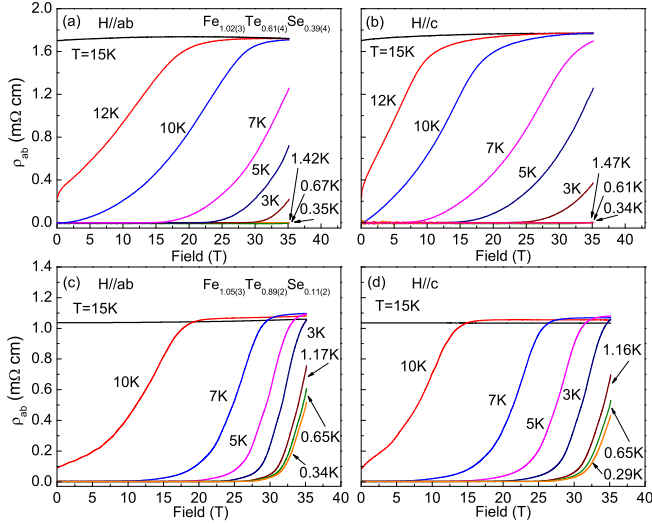 (a) H//ab Fe1.02(3)Te0.61(4)Se0.39(4)
T=15K
12K
10K
7K
5K
3K
1.42K
0.67K
0.35K
ρab (mΩ cm)
0.0 0.4 0.8 1.2 1.6 2.0
0 5 10 15 20 25 30 35 40
Field (T)
(b) H//c
T=15K
12K
10K
7K
5K
3K
1.47K
0.61K
0.34K
0 10 20 30 40
Field (T)
(c) H//ab Fe1.05(3)Te0.89(2)Se0.11(2)
T=15K
10K
7K
5K
3K
1.17K
0.65K
0.34K
ρab (mΩ cm)
0.0 0.2 0.4 0.6 0.8 1.0 1.2 1.4
0 5 10 15 20 25 30 35 40
Field (T)
(d) H//c
T=15K
10K
7K
5K
3K
1.16K
0.65K
0.29K
0 5 10 15 20 25 30 35 40
Field (T)